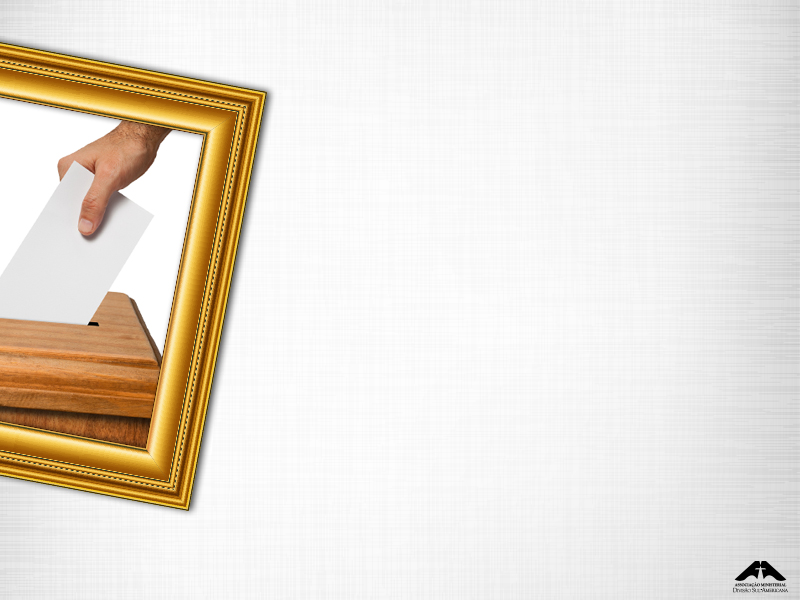 ASSOCIAÇÃO MINISTERIAL
DIVISÃO SUL-AMERICANA